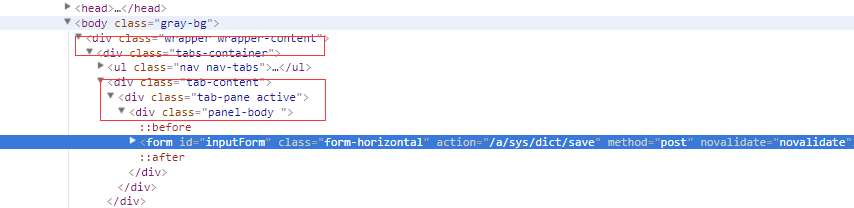 ▶<head>…</head>
▼<body class="gray-bg">
▼<div class="wrapper wrapper-content">
▼<div class="tabs-container">
▶<ul class="nav nav-tabs">…</ul>
▼<div class="tab-content">
▼<div class="tab-pane active">
▼<div class="panel-body ">
::before
▶<form id="inputForm" class="form-horizontal" action="/a/sys/dict/save" method="post" novalidate="novalidate"
::after
</div>
</div>
</div>